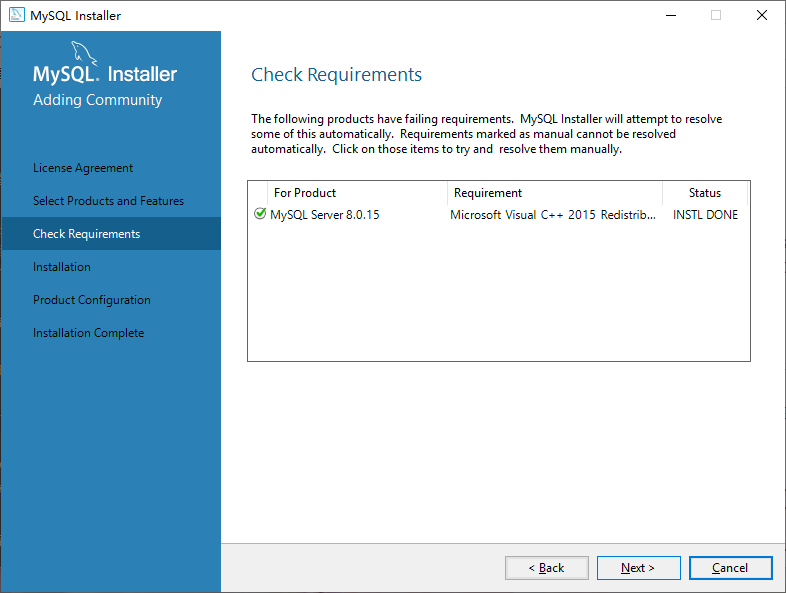 MySQL Installer
MySQL. Installer
Adding Community
License Agreement
Select Products and Features
Check Requirements
Installation
Product Configuration
Installation Complete
Check Requirements
The following products have failing requirements. MySQL Installer will attempt to resolve
some of this automatically. Requirements marked as manual cannot be resolved
automatically. Click on those items to try and resolve them manually.
For Product Requirement Status
MySQL Server 8.0.15 Microsoft Visual C++ 2015 Redistrib... INSTL DONE
< Back Next > Cancel